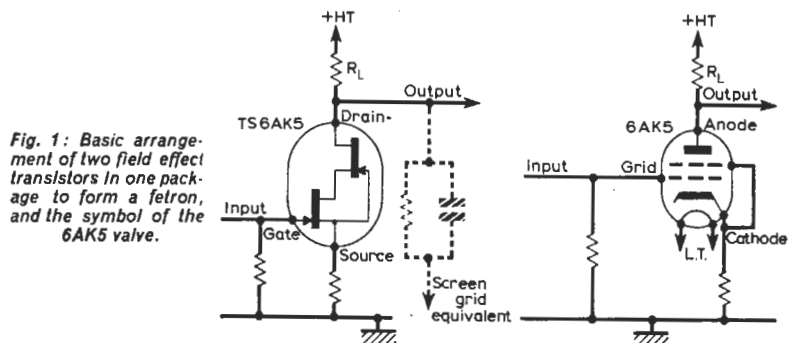 Fig. 1: Basic arrange-
ment of two field effect
transistors in one pack-
age to form a fetron,
and the symbol of the
6AK5 valve.
+HT
RL
Output
TS6AK5
Drain
Input
Gate
Source
Screen
grid
equivalent
+HT
RL
Output
6AK5
Anode
Input
Grid
Cathode
L.T.